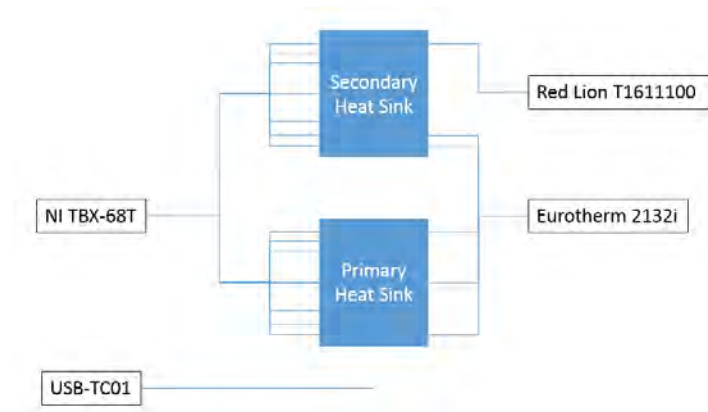 Secondary
Heat Sink
Red Lion T1611100
NI TBX-68T
Eurotherm 2132i
Primary
Heat Sink
USB-TC01